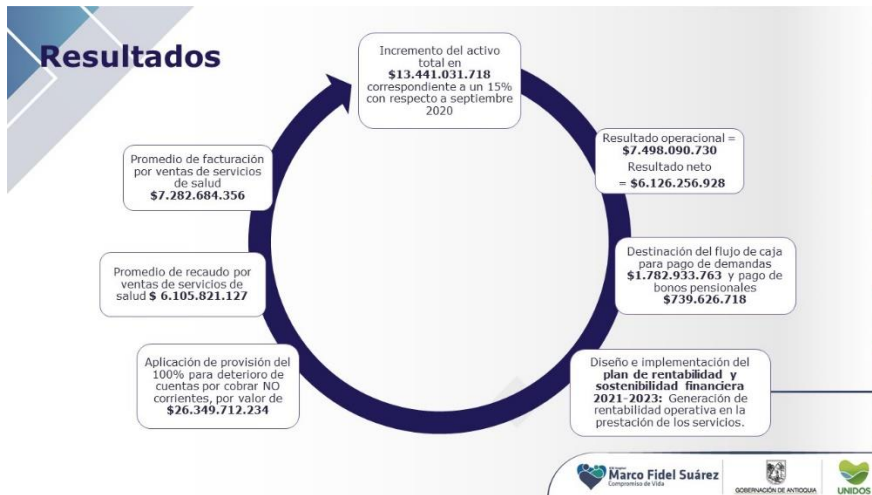 Resultados
Incremento del activo
total en
$13.441.031.718
correspondiente a un 15%
con respecto a septiembre
2020
Resultado operacional =
$7.498.090.730
Resultado neto
= $6.126.256.928
Destinación del flujo de caja
para pago de demandas
$1.782.933.763 y pago de
bonos pensionales
$739.626.718
Diseño e implementación del
plan de rentabilidad y
sostenibilidad financiera
2021-2023: Generación de
rentabilidad operativa en la
prestación de los servicios.
Aplicación de provisión del
100% para deterioro de
cuentas por cobrar NO
corrientes, por valor de
$26.349.712.234
Promedio de recaudo por
ventas de servicios de
salud $ 6.105.821.127
Promedio de facturación
por ventas de servicios
de salud
$7.282.684.356
Marco Fidel Suárez
Compromiso de Vida
GOBERNACIÓN DE ANTIOQUIA
UNIDOS